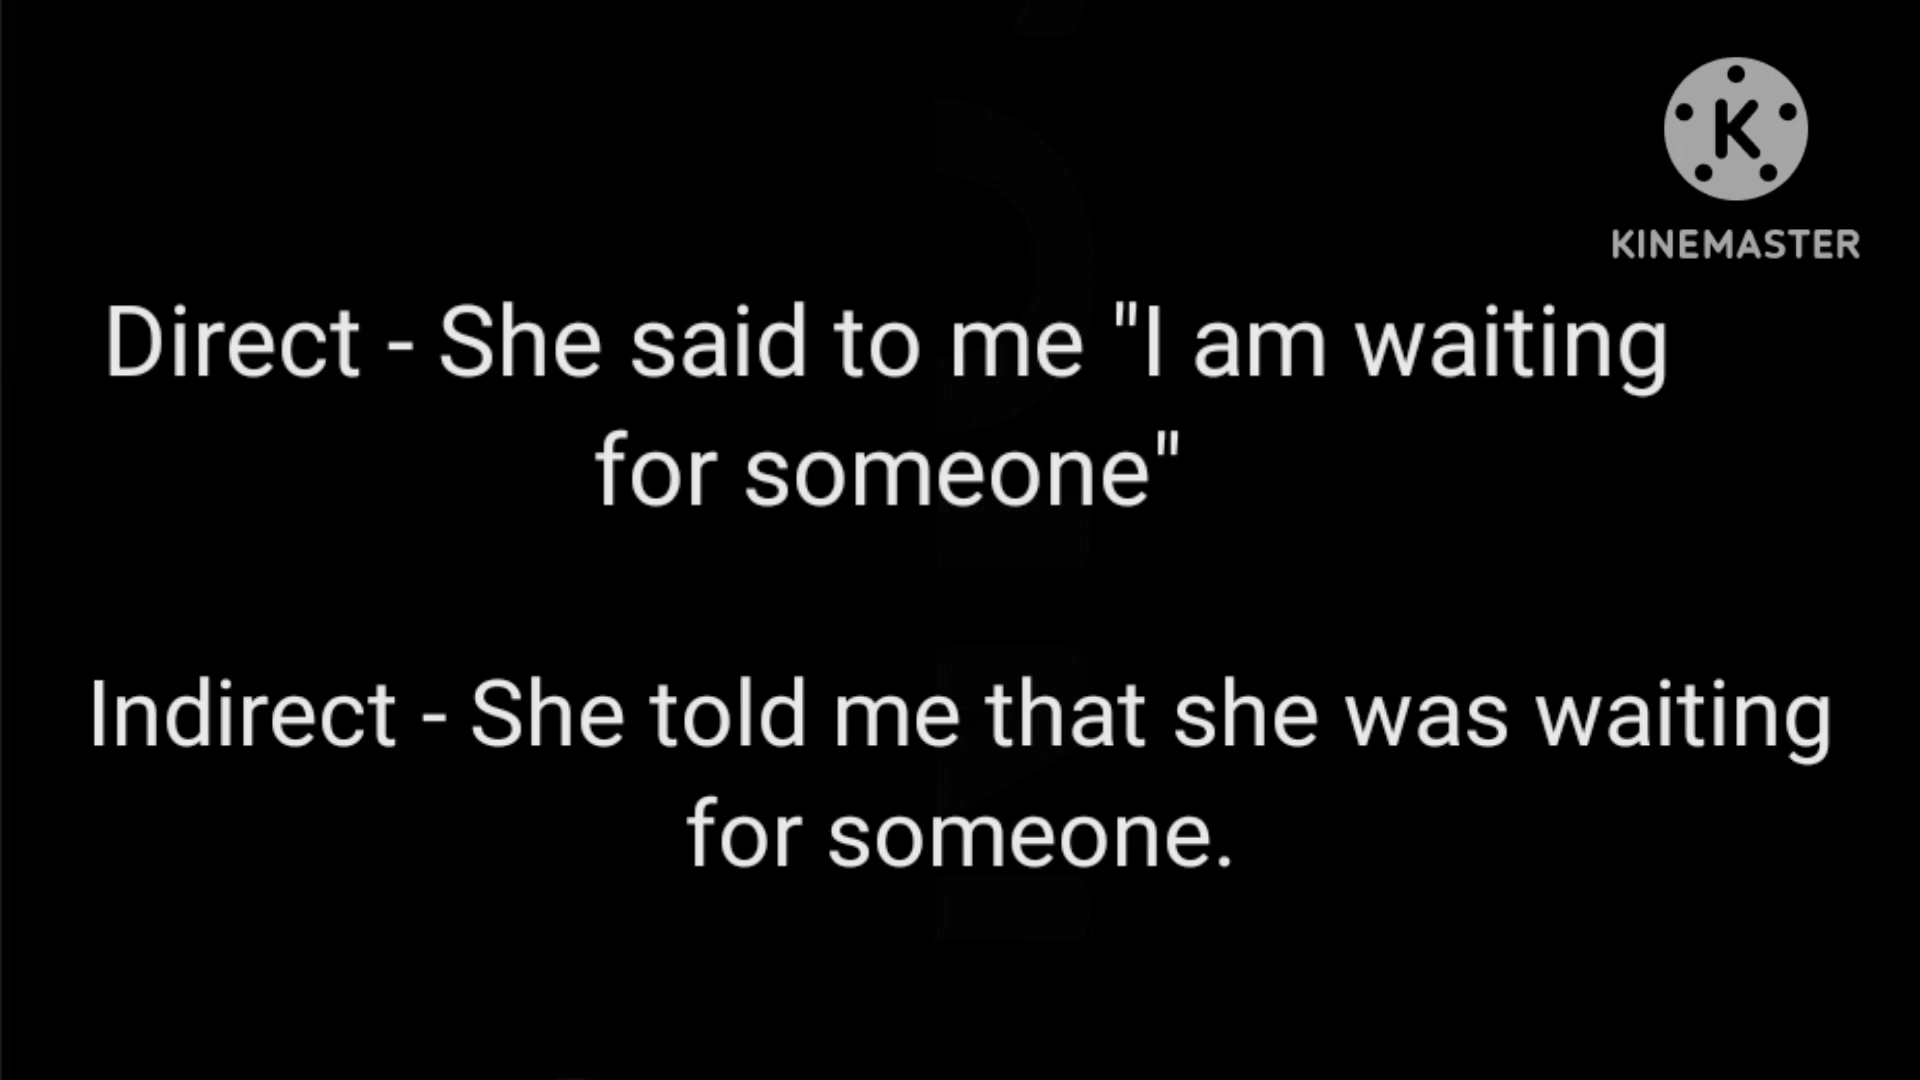 K
KINEMASTER
Direct - She said to me "I am waiting
for someone"
Indirect - She told me that she was waiting
for someone.